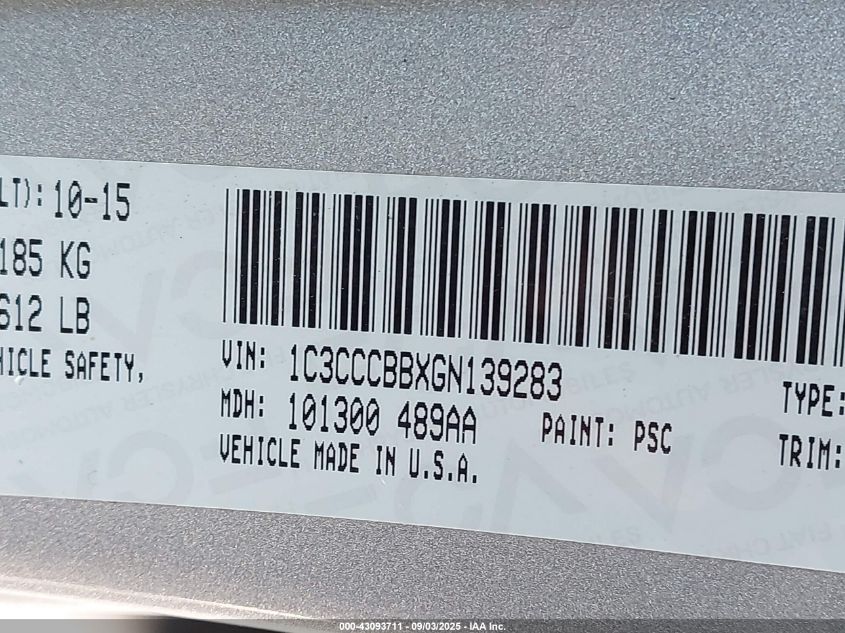 LT): 10-15
185 KG
612 LB
HICLE SAFETY,
VIN: 1C3CCCBBXGN139283
TYPE:
MDH: 101300 489AA
PAINT: PSC
TRIM:
VEHICLE MADE IN U.S.A.
000-43093711 - 09/03/2025 - IAA Inc.